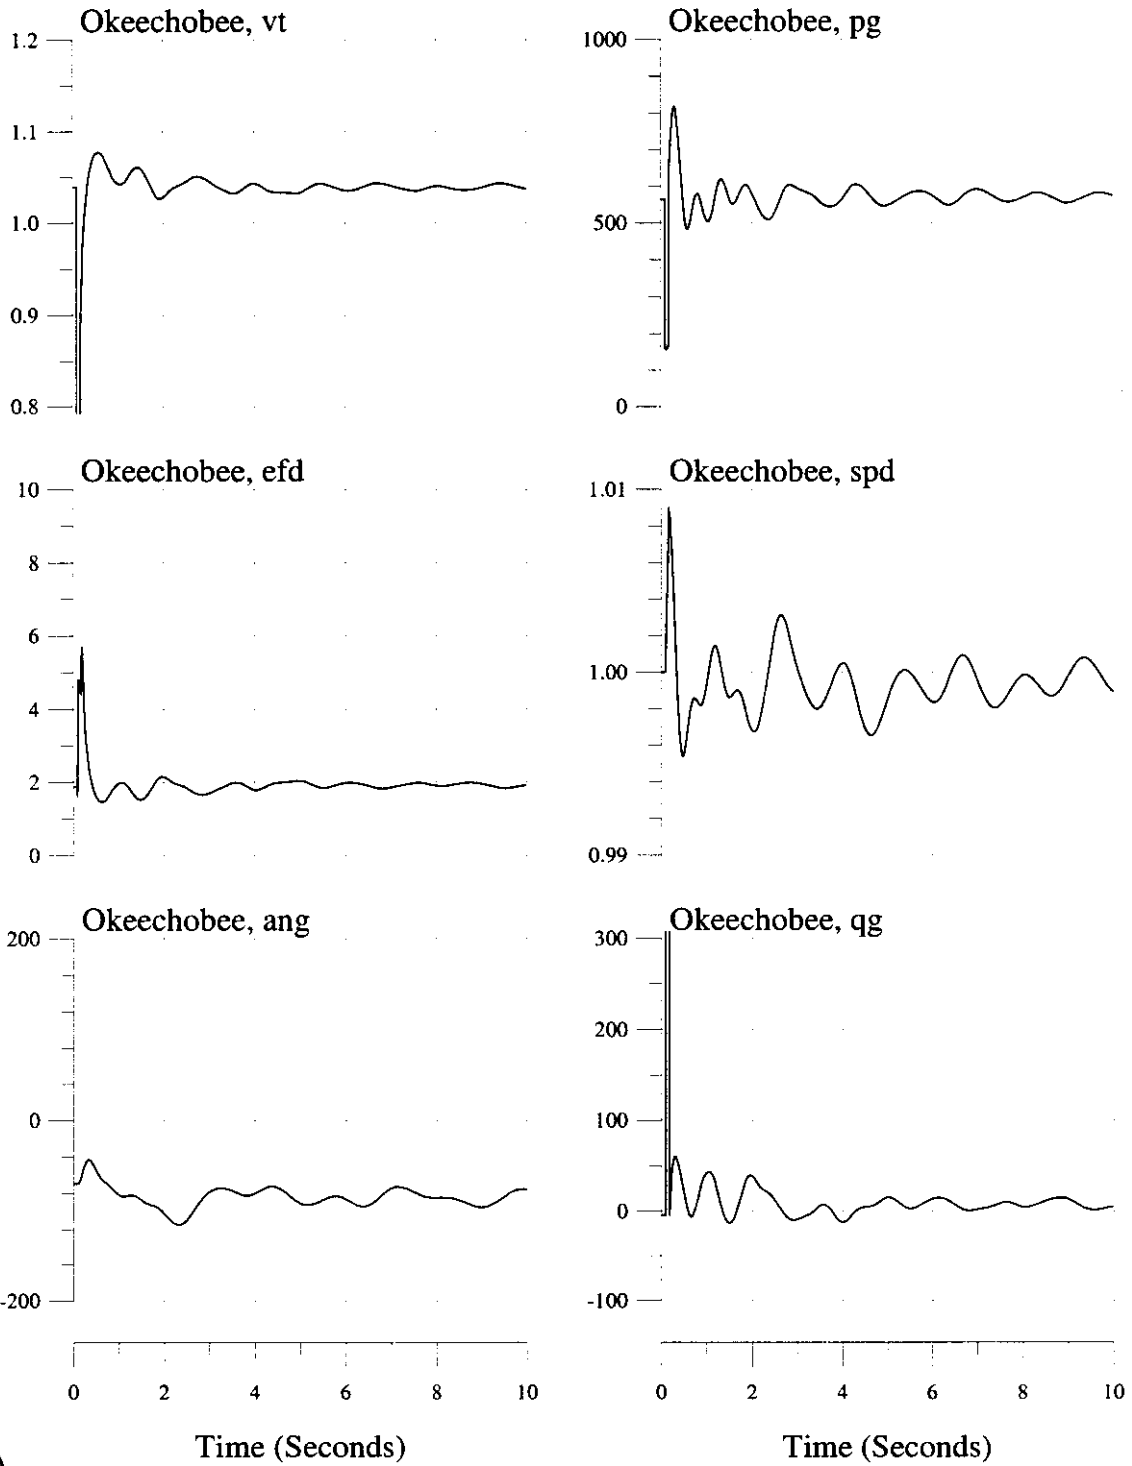 Okeechobee, vt
1.2
1.1
1.0
0.9
0.8
Okeechobee, pg
1000
500
0
Okeechobee, efd
10
8
6
4
2
0
Okeechobee, spd
1.01
1.00
0.99
Okeechobee, ang
200
0
-200
0 2 4 6 8 10
Time (Seconds)
Okeechobee, qg
300
200
100
0
-100
0 2 4 6 8 10
Time (Seconds)